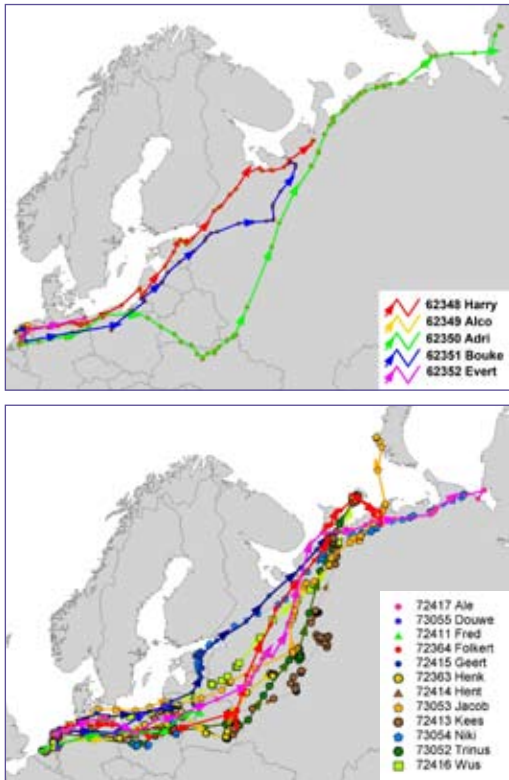 62348 Harry
62349 Alco
62350 Adri
62351 Bouke
62352 Evert
72417 Ale
73055 Douwe
72411 Fred
72364 Folkert
72415 Geert
72363 Henk
72414 Hent
73053 Jacob
72413 Kees
73054 Niki
73052 Trinus
72416 Wus